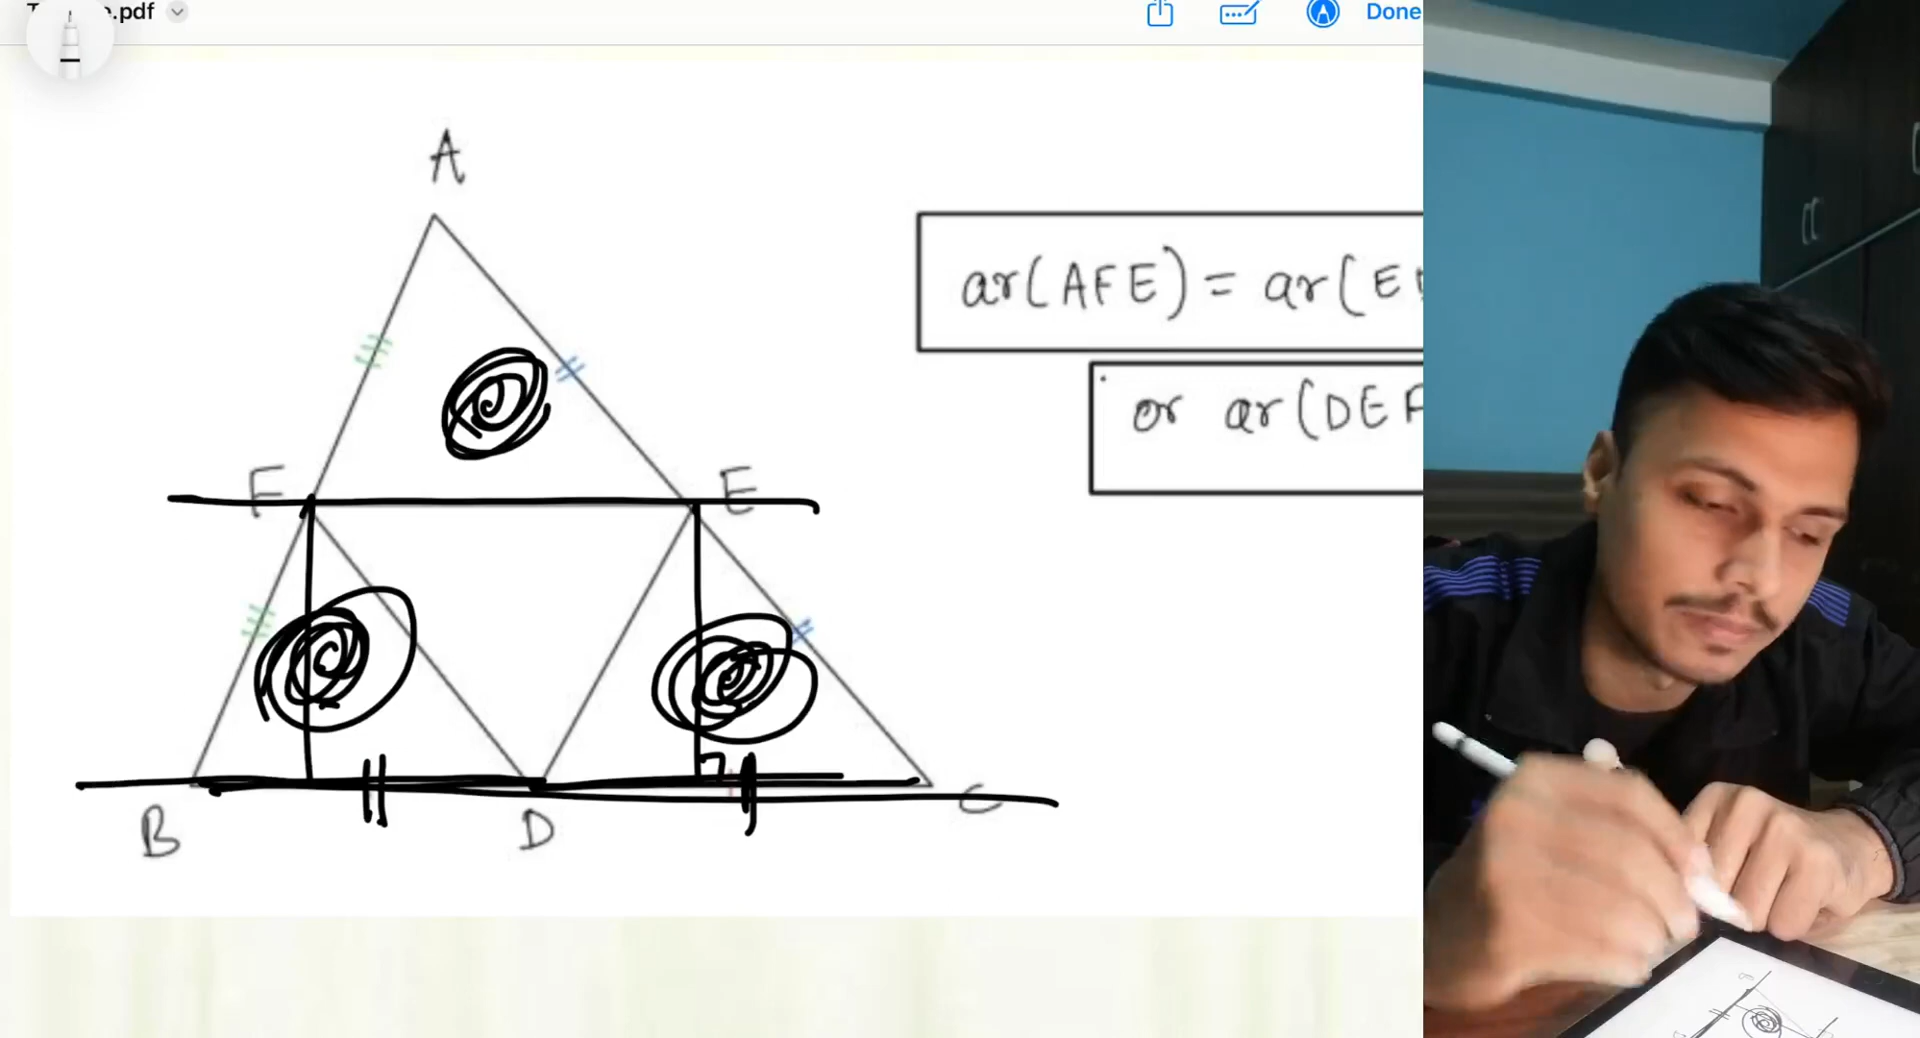 .pdf
Done
A
ar(AFE) = ar(E
or ar(DEF
F
E
B
D
C